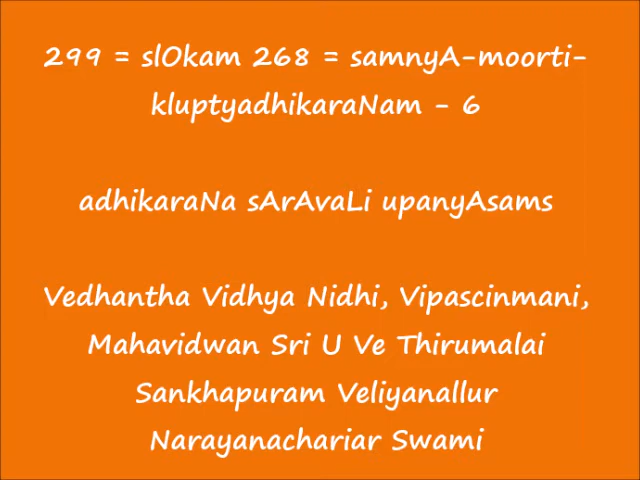 299 = slOkam 268 = samnyA-moorti-
kluptyadhikaraNam - 6
adhikaraNa sArAvaLi upanyAsams
Vedhantha Vidhya Nidhi, Vipascinmani,
Mahavidwan Sri U Ve Thirumalai
Sankhapuram Veliyanallur
Narayanachariar Swami